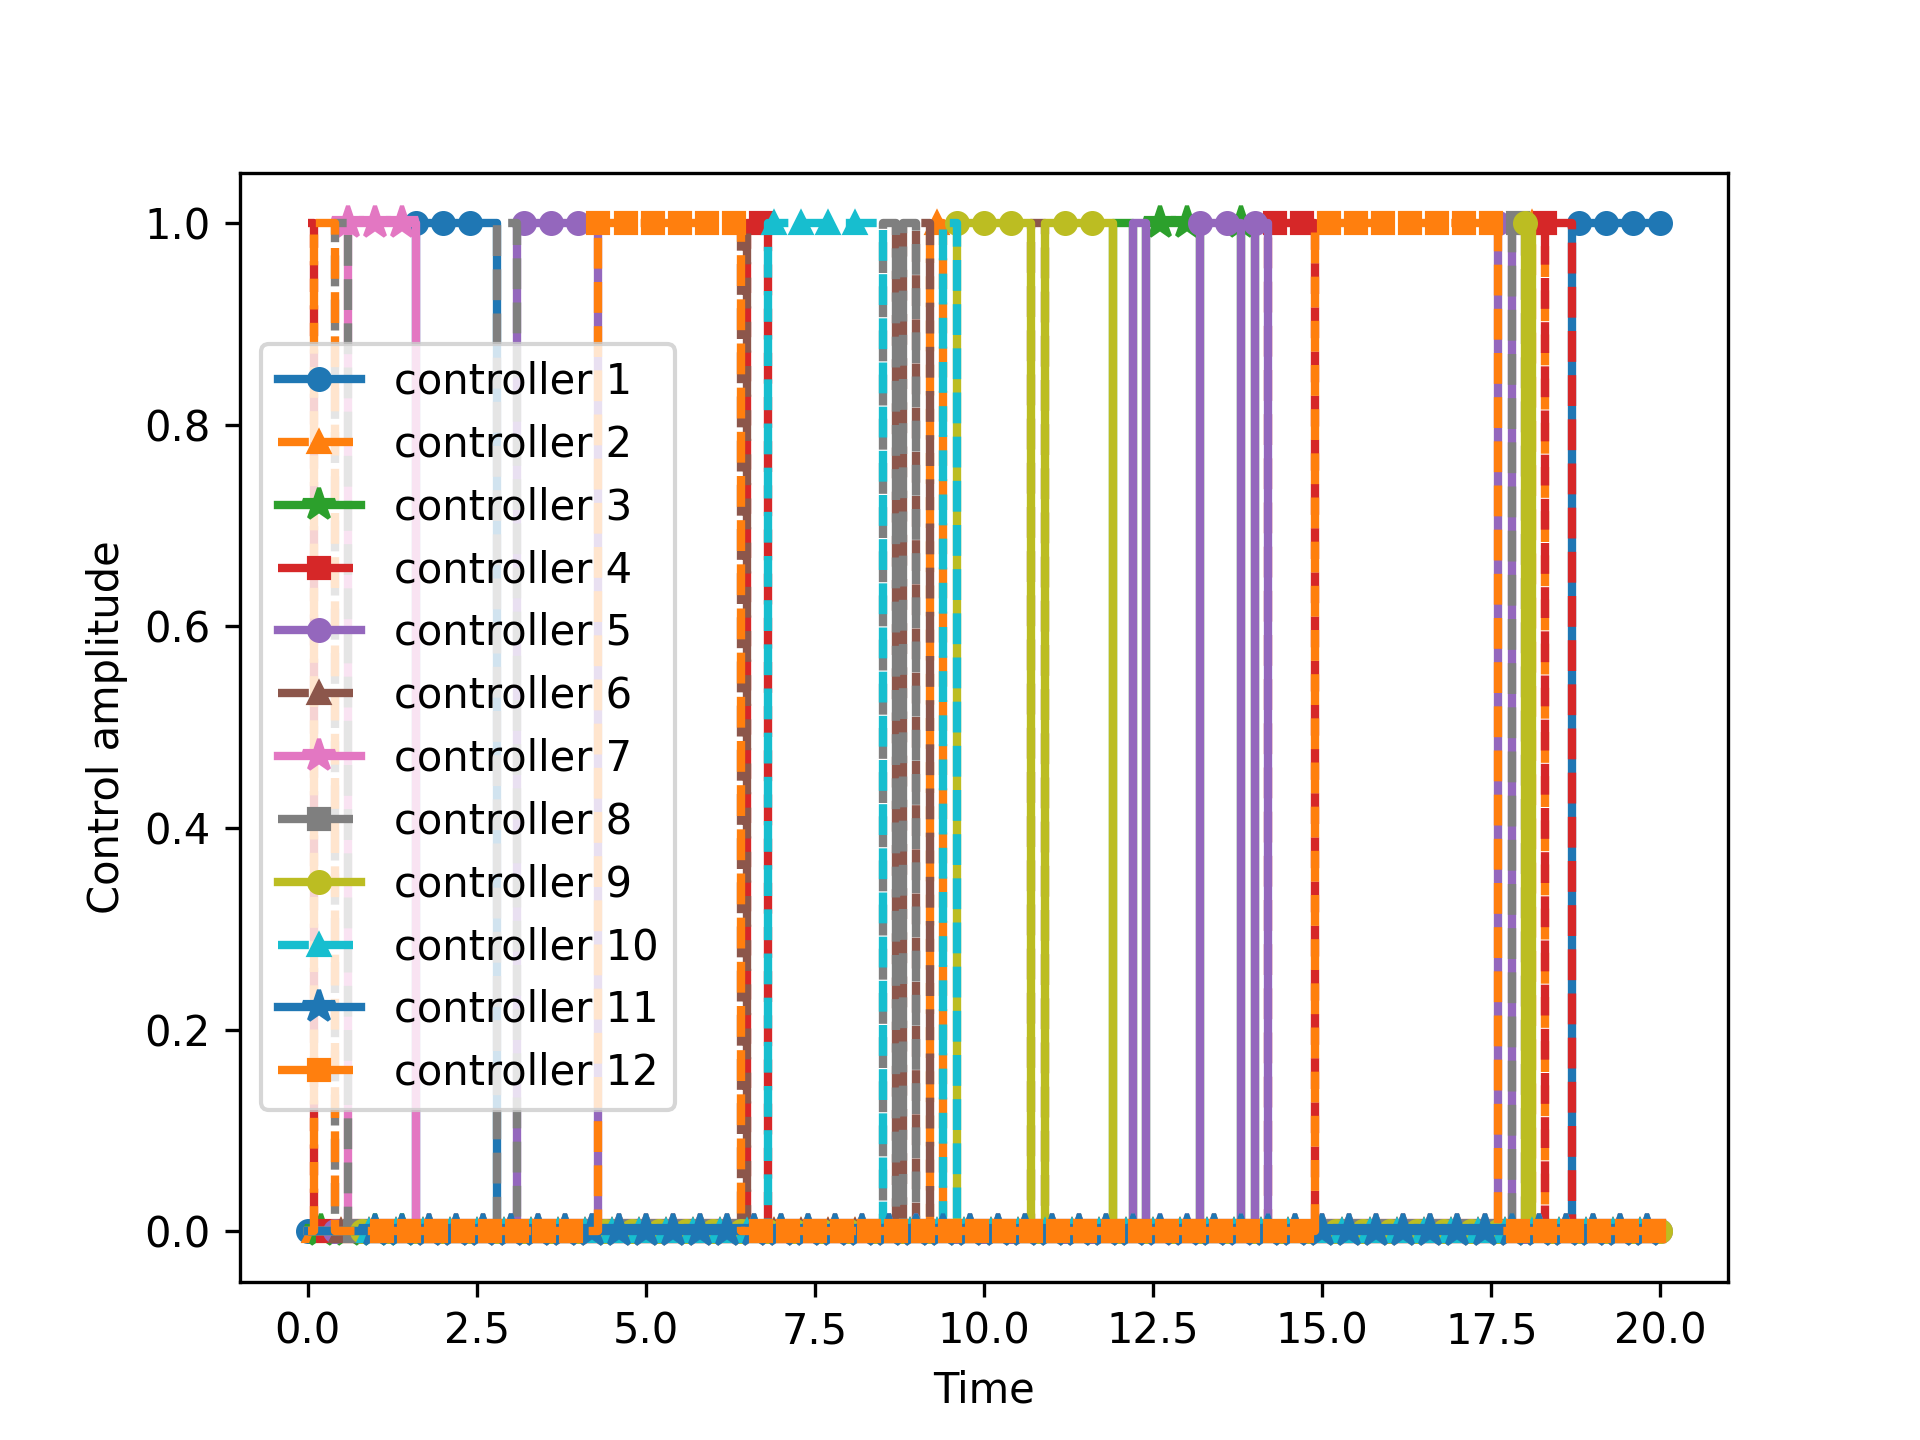 1.0
0.8
0.6
0.4
0.2
0.0
Control amplitude
controller 1
controller 2
controller 3
controller 4
controller 5
controller 6
controller 7
controller 8
controller 9
controller 10
controller 11
controller 12
0.0 2.5 5.0 7.5 10.0 12.5 15.0 17.5 20.0
Time